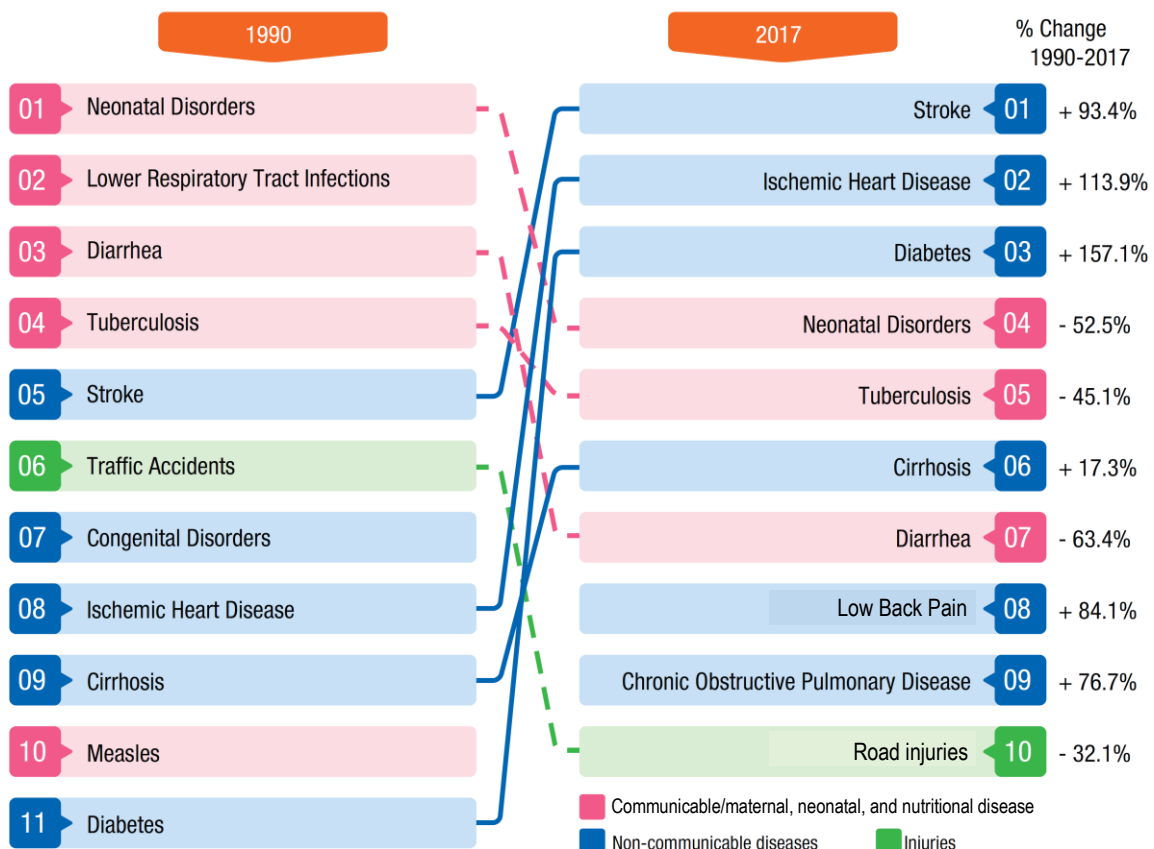 1990
2017
% Change
1990-2017
01 Neonatal Disorders
Stroke 01 + 93.4%
02 Lower Respiratory Tract Infections
Ischemic Heart Disease 02 + 113.9%
03 Diarrhea
Diabetes 03 + 157.1%
04 Tuberculosis
Neonatal Disorders 04 - 52.5%
05 Stroke
Tuberculosis 05 - 45.1%
06 Traffic Accidents
Cirrhosis 06 + 17.3%
07 Congenital Disorders
Diarrhea 07 - 63.4%
08 Ischemic Heart Disease
Low Back Pain 08 + 84.1%
09 Cirrhosis
Chronic Obstructive Pulmonary Disease 09 + 76.7%
10 Measles
Road injuries 10 - 32.1%
11 Diabetes
Communicable/maternal, neonatal, and nutritional disease
Non-communicable diseases
Injuries